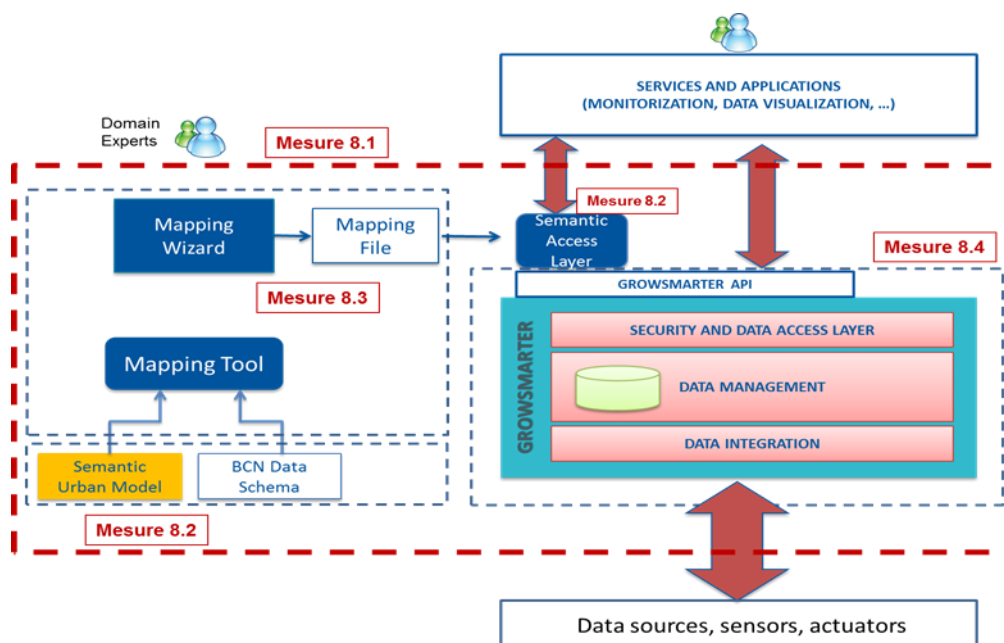 SERVICES AND APPLICATIONS
(MONITORIZATION, DATA VISUALIZATION, ...)
Domain
Experts
Mesure 8.1
Mapping
Wizard
Mapping
File
Mesure 8.3
Mapping Tool
Semantic
Urban Model
BCN Data
Schema
Mesure 8.2
Mesure 8.2
Semantic
Access
Layer
Mesure 8.4
GROWSMARTER API
GROWSMARTER
SECURITY AND DATA ACCESS LAYER
DATA MANAGEMENT
DATA INTEGRATION
Data sources, sensors, actuators